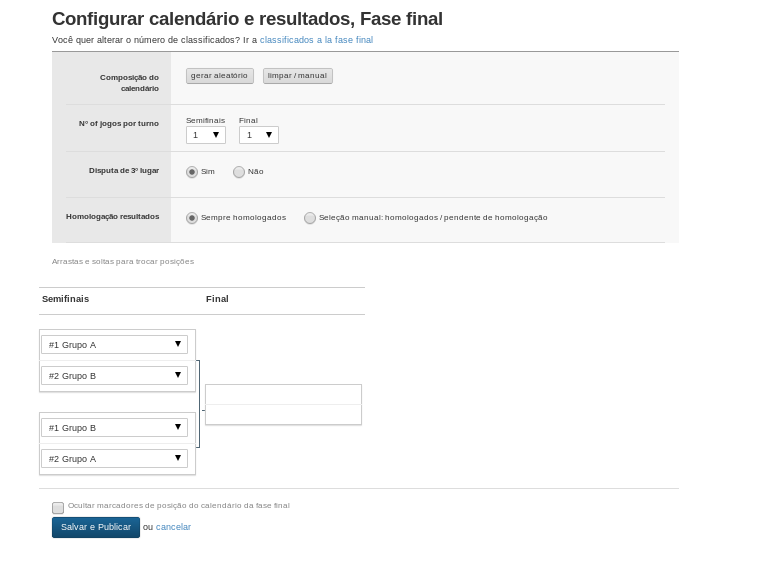 Configurar calendário e resultados, Fase final
Você quer alterar o número de classificados? Ir a classificados a la fase final
Composição do calendário
gerar aleatório limpar / manual
Nº of jogos por turno
Semifinais Final
1 1
Disputa de 3º lugar
Sim Não
Homologação resultados
Sempre homologados Seleção manual: homologados / pendente de homologação
Arrastas e soltas para trocar posições
Semifinais Final
#1 Grupo A
#2 Grupo B
#1 Grupo B
#2 Grupo A
Ocultar marcadores de posição do calendário da fase final
Salvar e Publicar ou cancelar